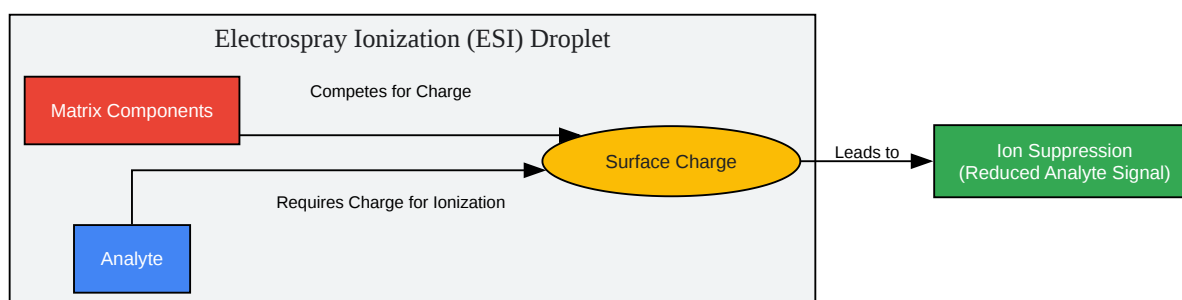 Electrospray Ionization (ESI) Droplet
Matrix Components
Competes for Charge
Surface Charge
Leads to
Ion Suppression
(Reduced Analyte Signal)
Requires Charge for Ionization
Analyte